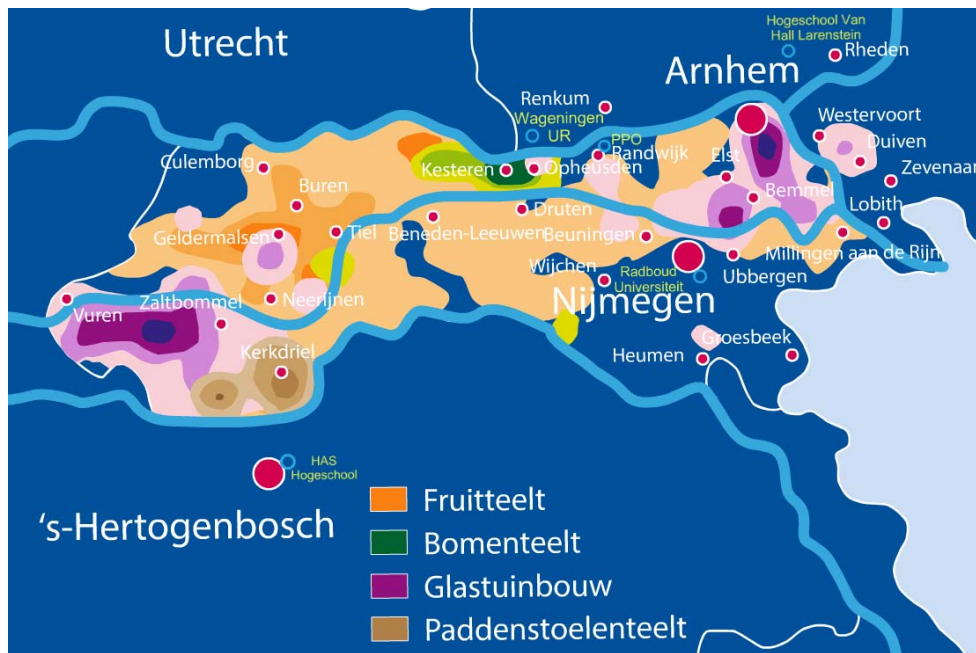 Hogeschool Van
Hall Larenstein
Utrecht
Arnhem
Rheden
Renkum
Wageningen
UR
Westervoort
PPO
Randwijk
Duiven
Culemborg
Kesteren
Opheusden
Elst
Zevenaar
Buren
Bemmel
Lobith
Druten
Geldermalsen
Tiel
Beneden-Leeuwen
Beuningen
Millingen aan de Rijn
Wijchen
Radboud
Universiteit
Ubbergen
Nijmegen
Zaltbommel
Neerijnen
Vuren
Kerkdriel
Heumen
Groesbeek
HAS
Hogeschool
's-Hertogenbosch
Fruitteelt
Bomenteelt
Glastuinbouw
Paddenstoelenteelt